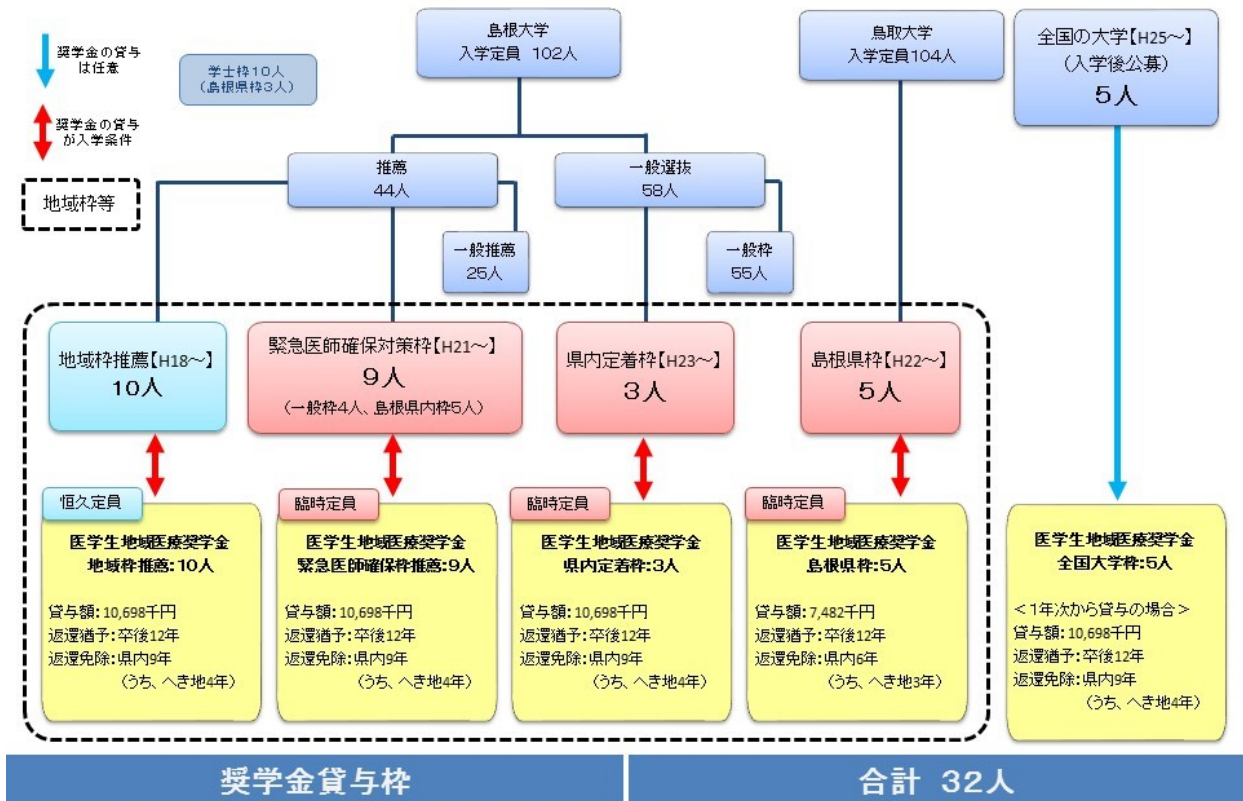 奨学金の貸与
は任意
奨学金の貸与
が入学条件
地域枠等
学士枠10人
(島根県枠3人)
島根大学
入学定員 102人
鳥取大学
入学定員104人
全国の大学【H25～】
(入学後公募)
5人
推薦
44人
一般選抜
58人
一般推薦
25人
一般枠
55人
地域枠推薦【H18～】
10人
緊急医師確保対策枠【H21～】
9人
(一般枠4人、島根県内枠5人)
県内定着枠【H23～】
3人
島根県枠【H22～】
5人
恒久定員
医学生地域医療奨学金
地域枠推薦:10人
貸与額:10,698千円
返還猶予:卒後12年
返還免除:県内9年
(うち、へき地4年)
臨時定員
医学生地域医療奨学金
緊急医師確保枠推薦:9人
貸与額:10,698千円
返還猶予:卒後12年
返還免除:県内9年
(うち、へき地4年)
臨時定員
医学生地域医療奨学金
県内定着枠:3人
貸与額:10,698千円
返還猶予:卒後12年
返還免除:県内9年
(うち、へき地4年)
臨時定員
医学生地域医療奨学金
島根県枠:5人
貸与額:7,482千円
返還猶予:卒後12年
返還免除:県内6年
(うち、へき地3年)
医学生地域医療奨学金
全国大学枠:5人
＜1年次から貸与の場合＞
貸与額:10,698千円
返還猶予:卒後12年
返還免除:県内9年
(うち、へき地4年)
奨学金貸与枠
合計 32人